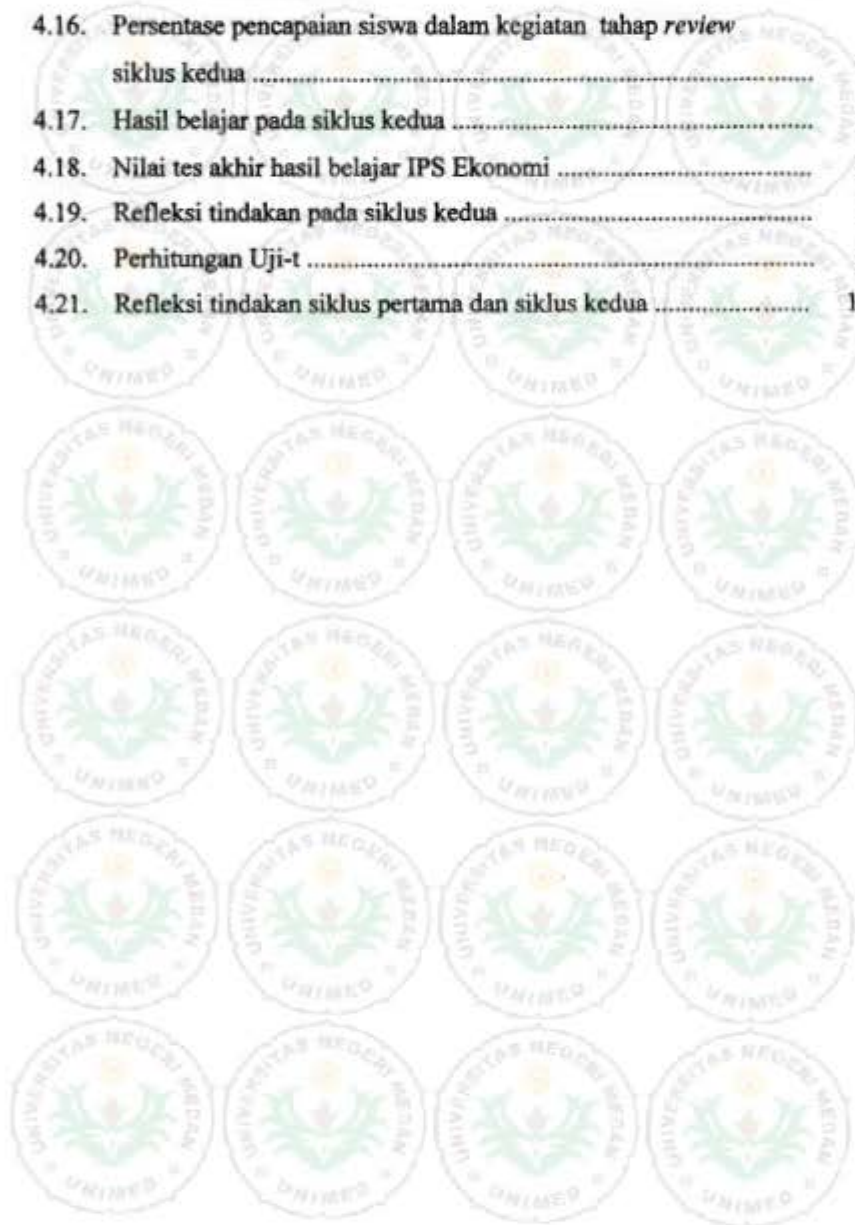 4.16. Persentase pencapaian siswa dalam kegiatan tahap review
siklus kedua ........................................................................
4.17. Hasil belajar pada siklus kedua ..............................................
4.18. Nilai tes akhir hasil belajar IPS Ekonomi ................................
4.19. Refleksi tindakan pada siklus kedua .......................................
4.20. Perhitungan Uji-t .................................................................
4.21. Refleksi tindakan siklus pertama dan siklus kedua .................... 1